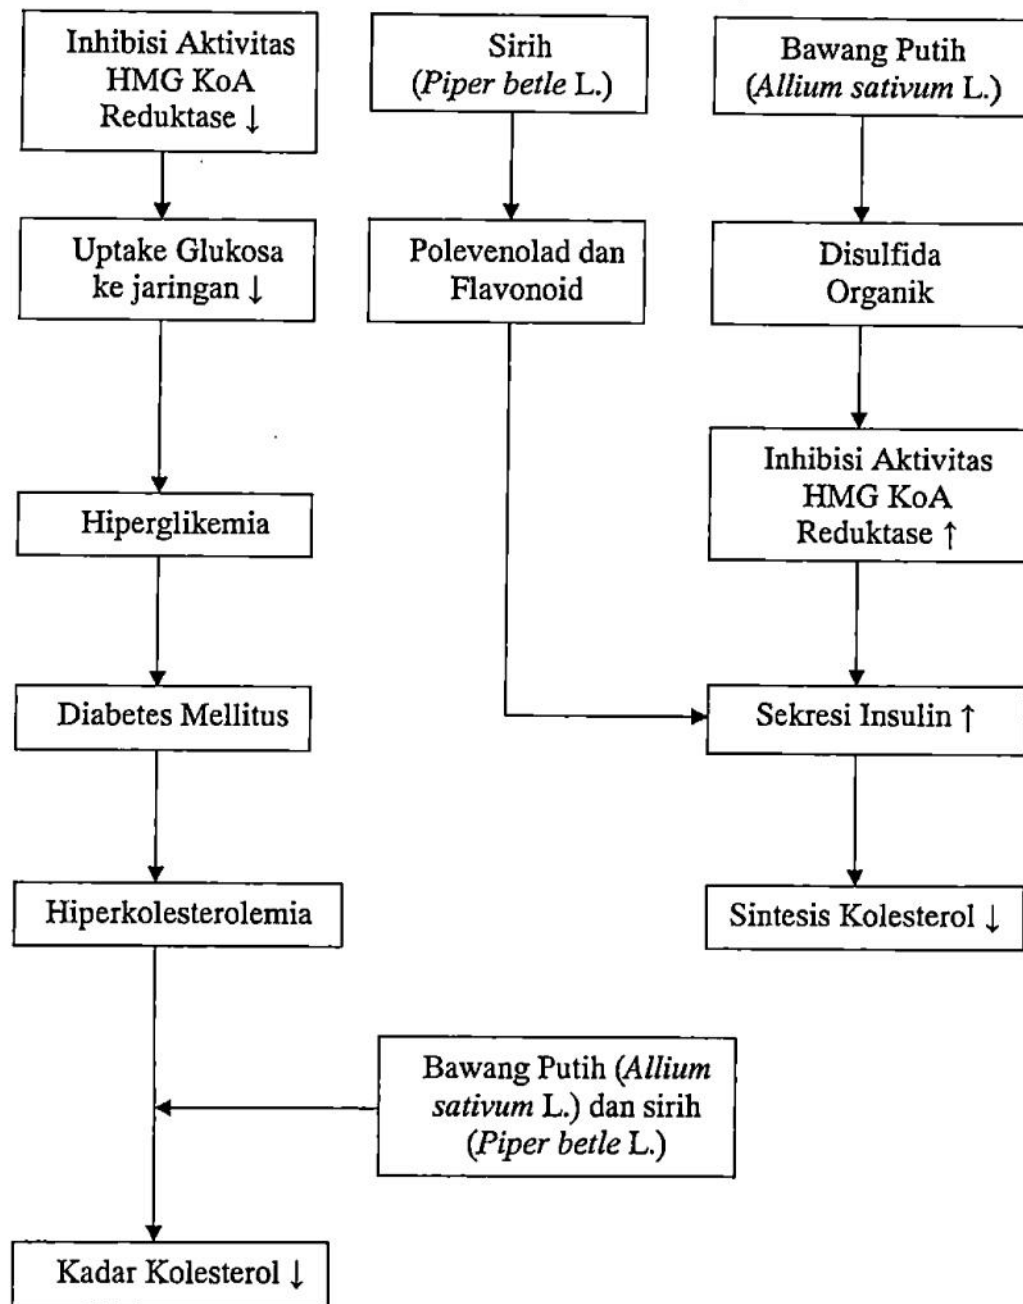 Inhibisi Aktivitas
HMG KoA
Reduktase ↓
Sirih
(Piper betle L.)
Bawang Putih
(Allium sativum L.)
Uptake Glukosa
ke jaringan ↓
Polevenolad dan
Flavonoid
Disulfida
Organik
Inhibisi Aktivitas
HMG KoA
Reduktase ↑
Hiperglikemia
Diabetes Mellitus
Sekresi Insulin ↑
Hiperkolesterolemia
Sintesis Kolesterol ↓
Bawang Putih (Allium
sativum L.) dan sirih
(Piper betle L.)
Kadar Kolesterol ↓